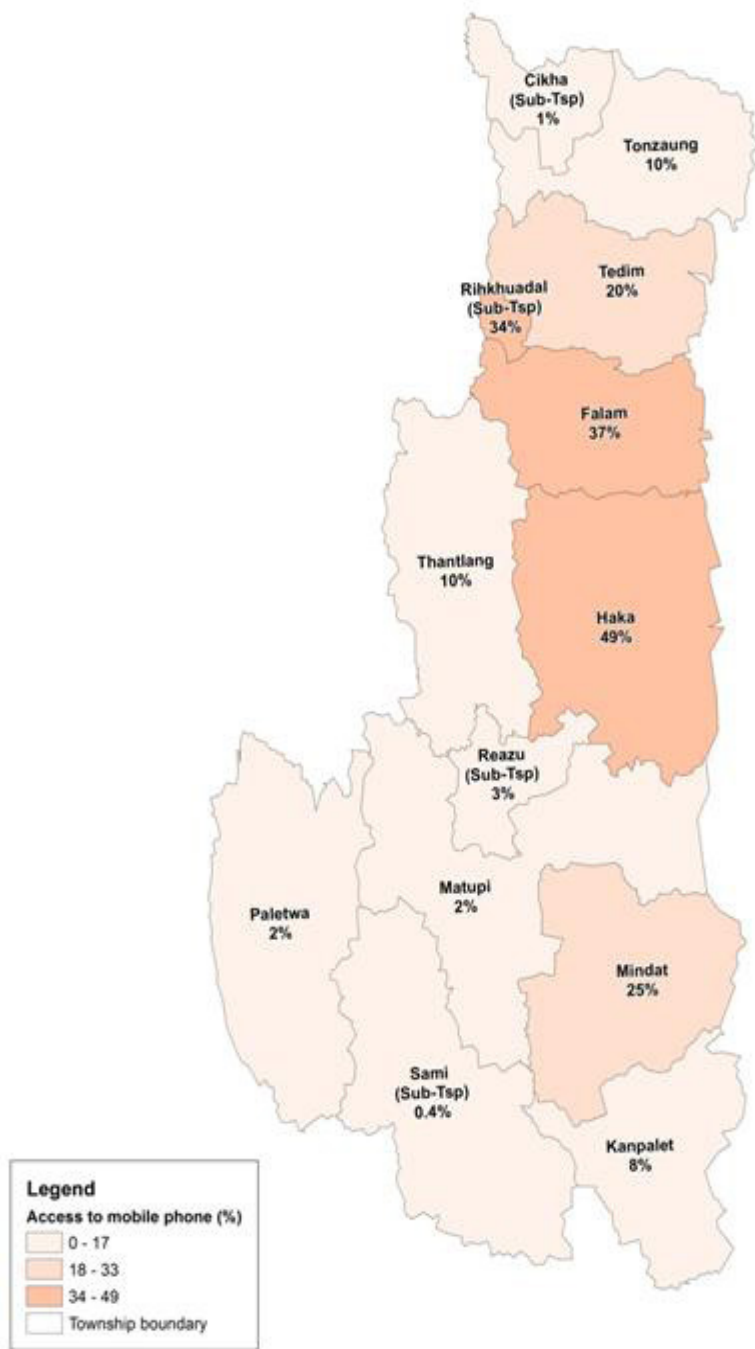 Cikha
(Sub-Tsp)
1%
Tonzaung
10%
Tedim
20%
Rihkhuadal
(Sub-Tsp)
34%
Falam
37%
Thantlang
10%
Haka
49%
Reazu
(Sub-Tsp)
3%
Matupi
2%
Paletwa
2%
Mindat
25%
Sami
(Sub-Tsp)
0.4%
Kanpalet
8%
Legend
Access to mobile phone (%)
0 - 17
18 - 33
34 - 49
Township boundary